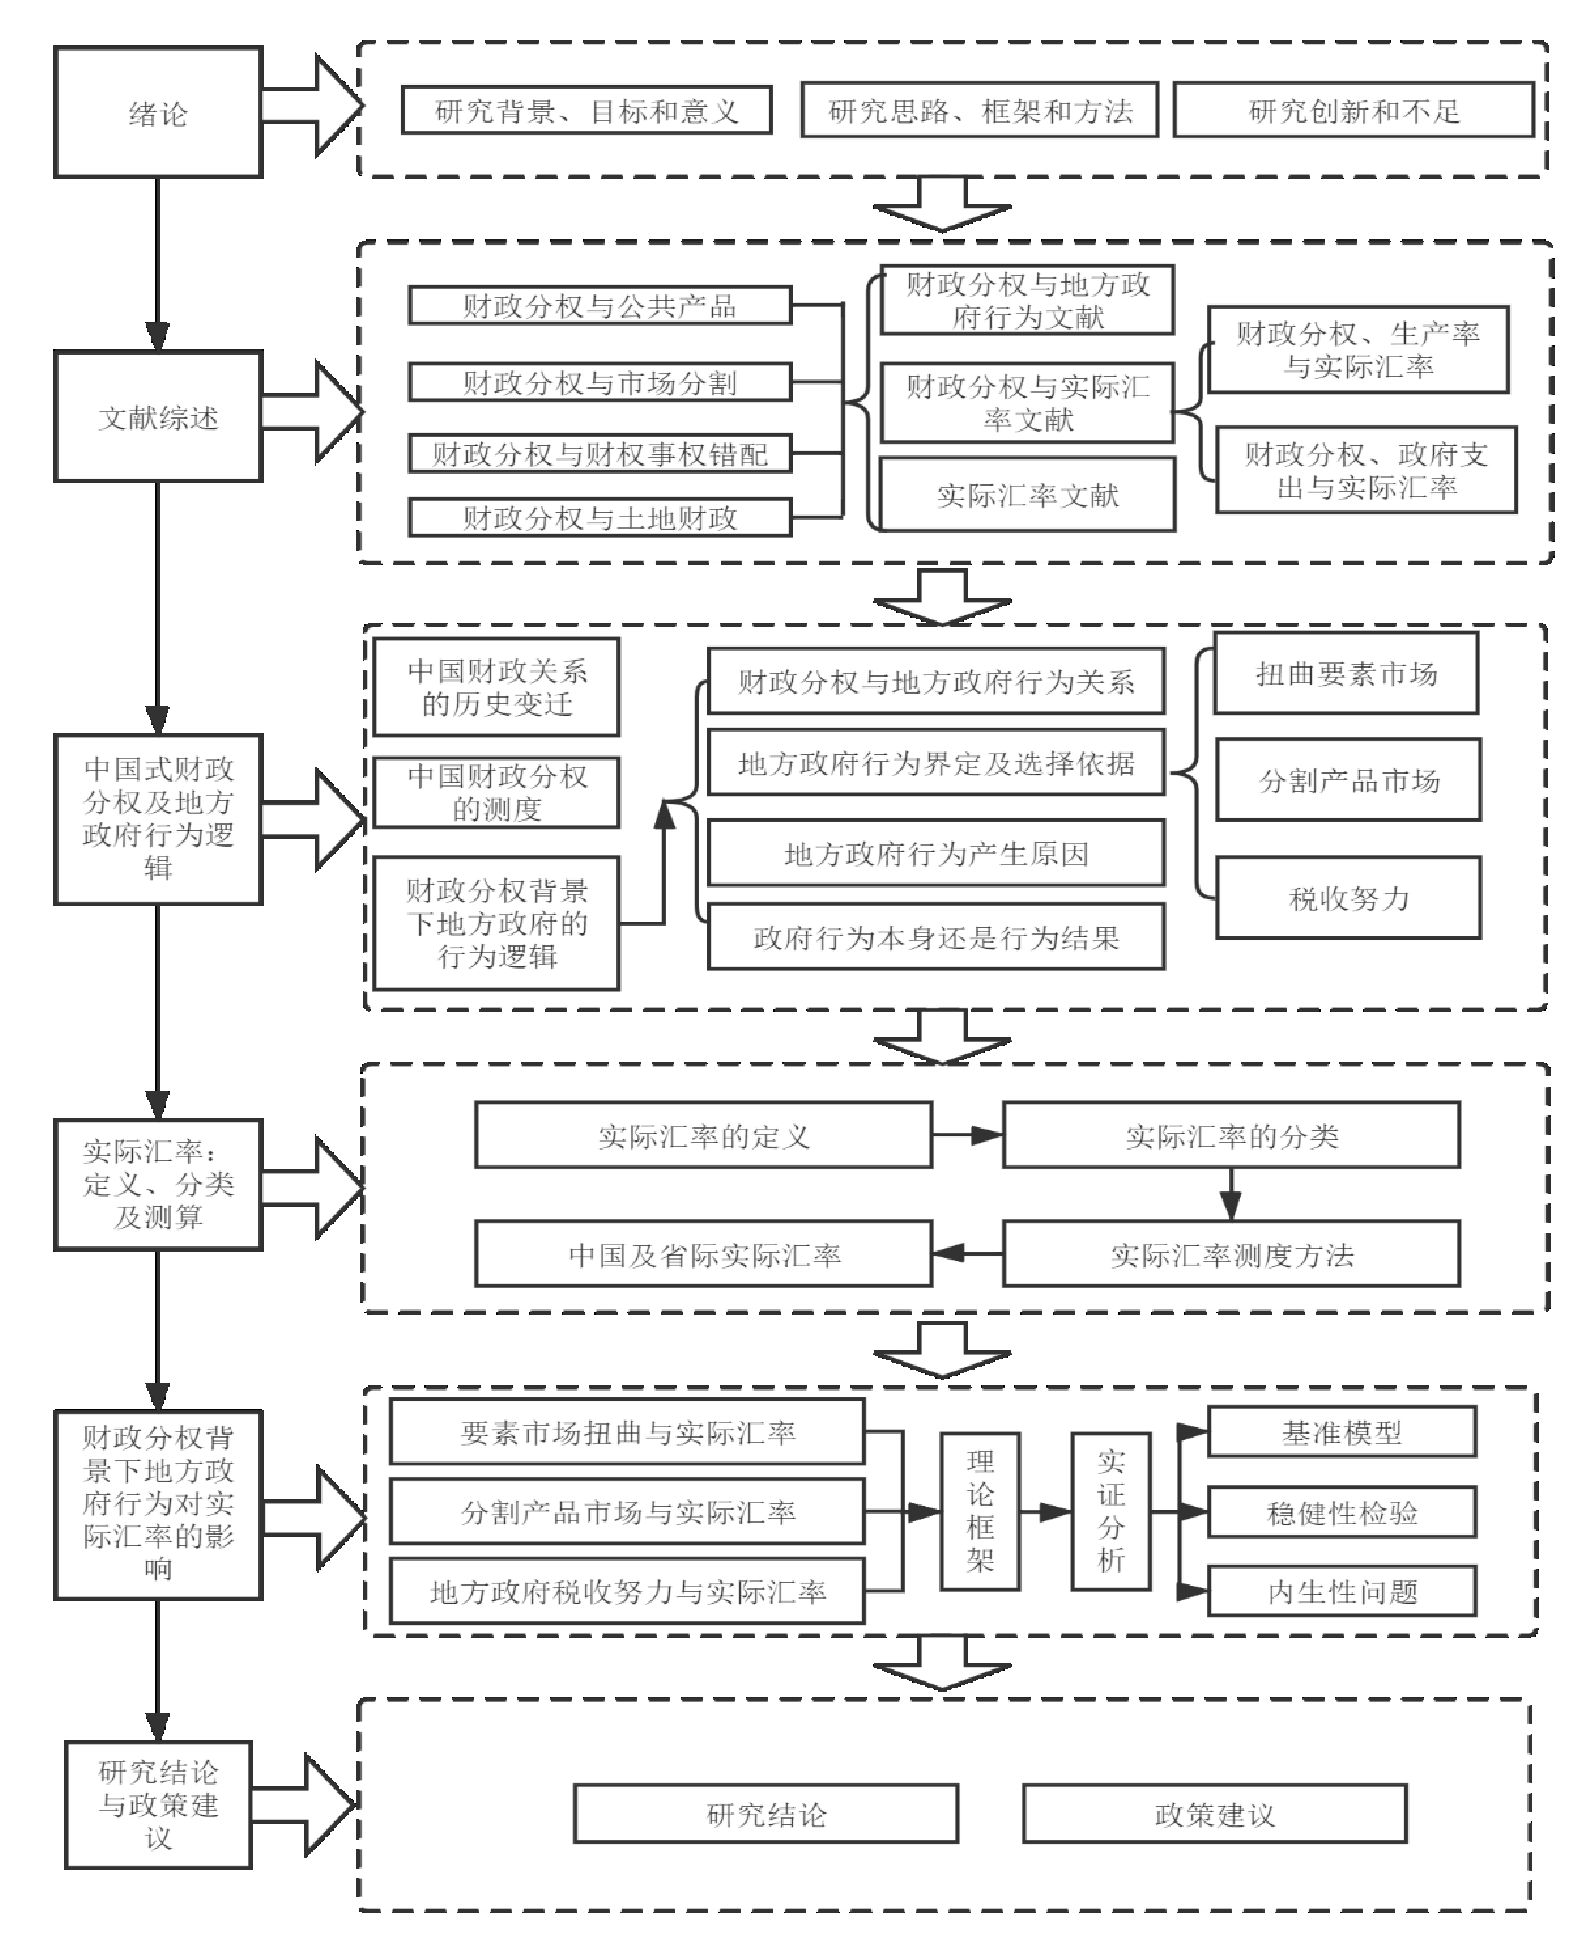 绪论
研究背景、目标和意义
研究思路、框架和方法
研究创新和不足
文献综述
财政分权与公共产品
财政分权与市场分割
财政分权与财权事权错配
财政分权与土地财政
财政分权与地方政
府行为文献
财政分权与实际汇
率文献
实际汇率文献
财政分权、生产率
与实际汇率
财政分权、政府支
出与实际汇率
中国式财政
分权及地方
政府行为逻
辑
中国财政关系
的历史变迁
中国财政分权
的测度
财政分权背景
下地方政府的
行为逻辑
财政分权与地方政府行为关系
地方政府行为界定及选择依据
地方政府行为产生原因
政府行为本身还是行为结果
扭曲要素市场
分割产品市场
税收努力
实际汇率：
定义、分类
及测算
实际汇率的定义
实际汇率的分类
中国及省际实际汇率
实际汇率测度方法
财政分权背
景下地方政
府行为对实
际汇率的影
响
要素市场扭曲与实际汇率
分割产品市场与实际汇率
地方政府税收努力与实际汇率
理
论
框
架
实
证
分
析
基准模型
稳健性检验
内生性问题
研究结论
与政策建
议
研究结论
政策建议